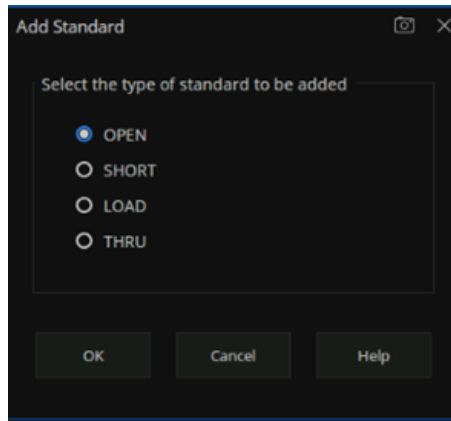 Add Standard
Select the type of standard to be added
OPEN
SHORT
LOAD
THRU
OK Cancel Help